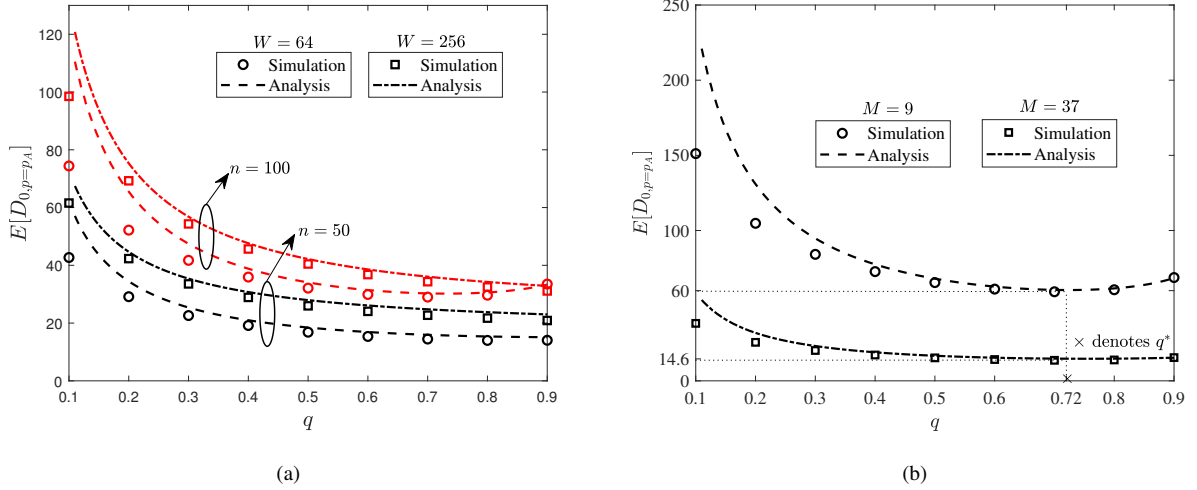 120
100
80
60
40
20
0
E[D_{0,p=p_A}]
W = 64
W = 256
Simulation
Simulation
Analysis
Analysis
n = 100
n = 50
0.1 0.2 0.3 0.4 0.5 0.6 0.7 0.8 0.9
q
(a)
250
200
150
100
60
14.6
0
E[D_{0,p=p_A}]
M = 9
M = 37
Simulation
Simulation
Analysis
Analysis
× denotes q*
0.1 0.2 0.3 0.4 0.5 0.6 0.72 0.8 0.9
q
(b)